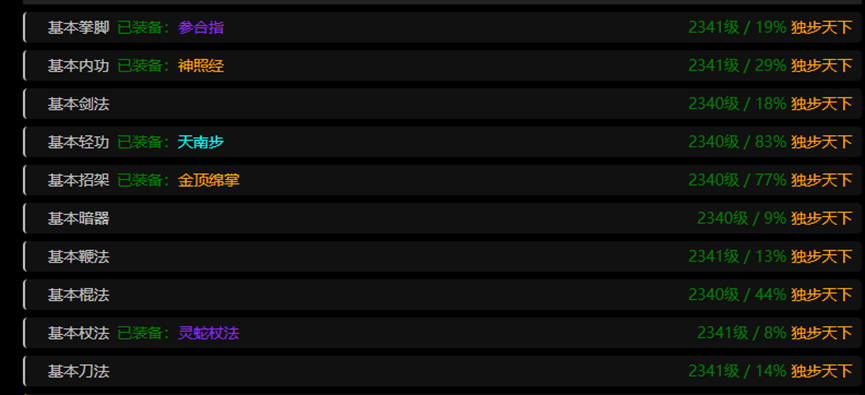 基本拳脚 已装备：参合指 2341级 / 19% 独步天下
基本内功 已装备：神照经 2341级 / 29% 独步天下
基本剑法 2340级 / 18% 独步天下
基本轻功 已装备：天南步 2340级 / 83% 独步天下
基本招架 已装备：金顶绵掌 2340级 / 77% 独步天下
基本暗器 2340级 / 9% 独步天下
基本鞭法 2341级 / 13% 独步天下
基本棍法 2340级 / 44% 独步天下
基本杖法 已装备：灵蛇杖法 2341级 / 8% 独步天下
基本刀法 2341级 / 14% 独步天下